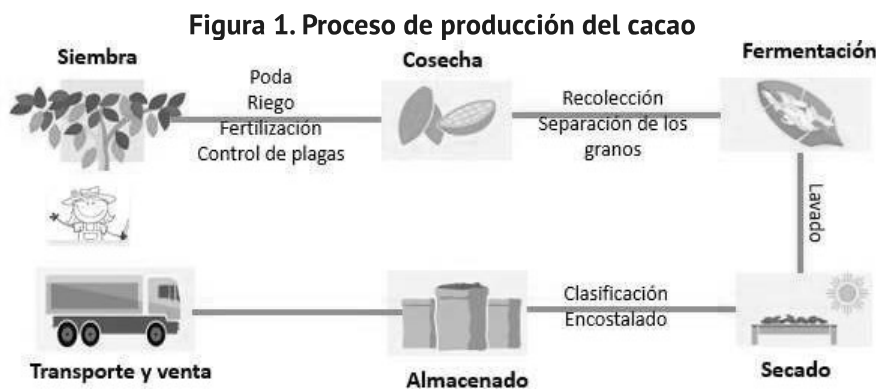 Figura 1. Proceso de producción del cacao
Siembra
Poda
Riego
Fertilización
Control de plagas
Cosecha
Recolección
Separación de los
granos
Fermentación
Lavado
Secado
Clasificación
Encostalado
Almacenado
Transporte y venta